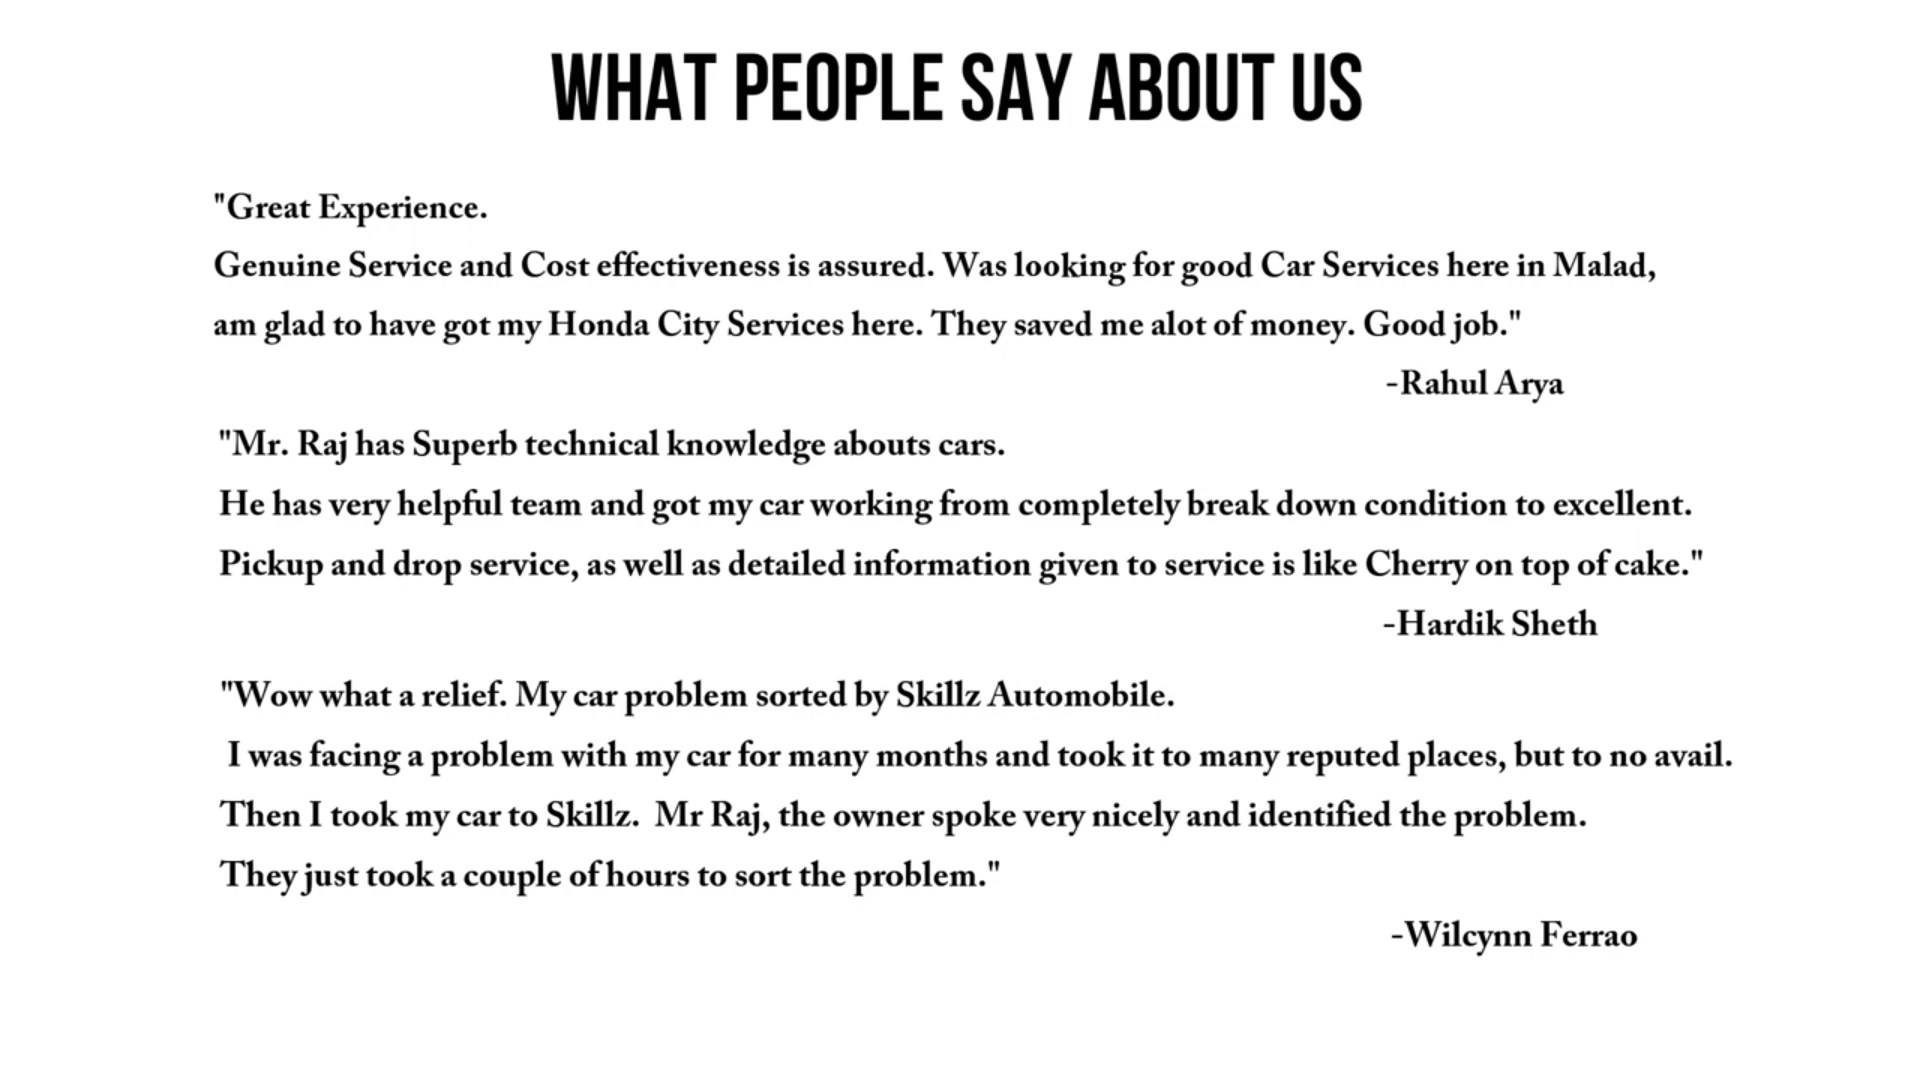 WHAT PEOPLE SAY ABOUT US
"Great Experience.
Genuine Service and Cost effectiveness is assured. Was looking for good Car Services here in Malad,
am glad to have got my Honda City Services here. They saved me alot of money. Good job."
-Rahul Arya
"Mr. Raj has Superb technical knowledge abouts cars.
He has very helpful team and got my car working from completely break down condition to excellent.
Pickup and drop service, as well as detailed information given to service is like Cherry on top of cake."
-Hardik Sheth
"Wow what a relief. My car problem sorted by Skillz Automobile.
I was facing a problem with my car for many months and took it to many reputed places, but to no avail.
Then I took my car to Skillz.  Mr Raj, the owner spoke very nicely and identified the problem.
They just took a couple of hours to sort the problem."
-Wilcynn Ferrao